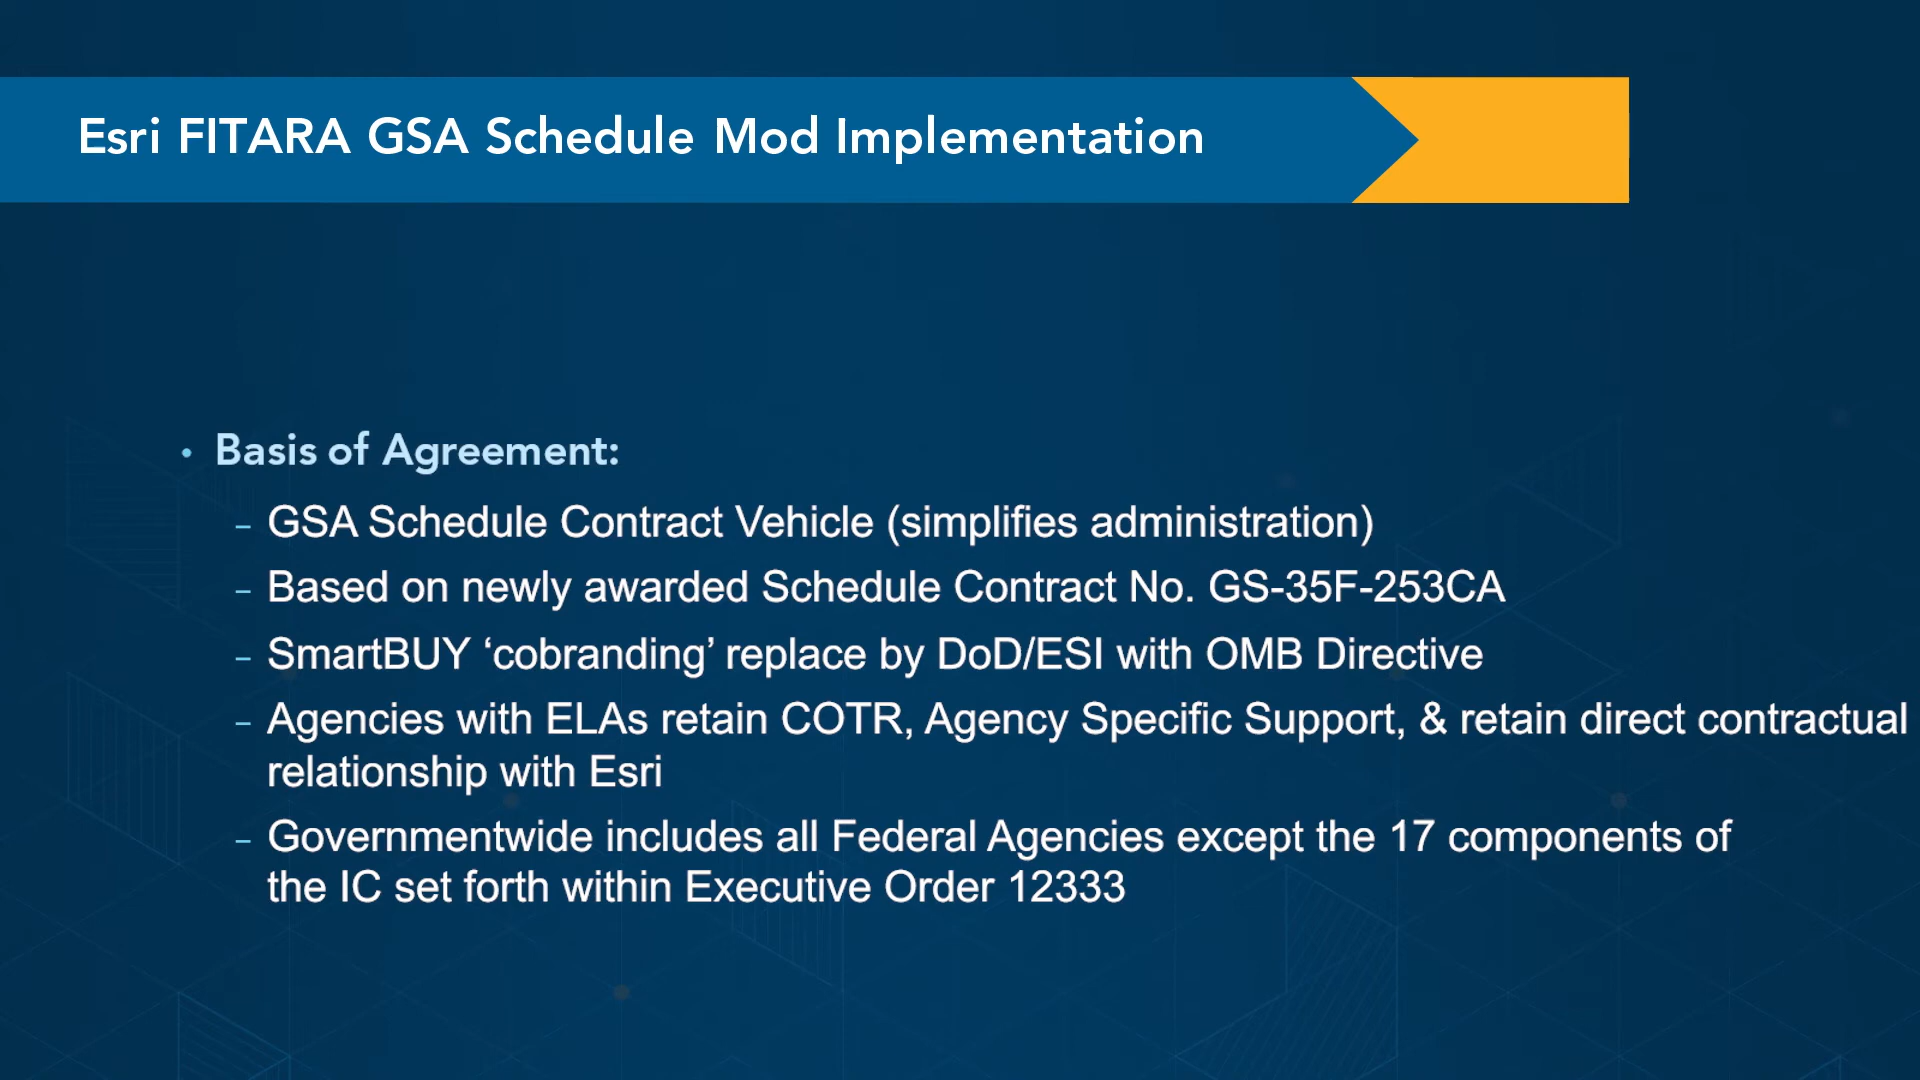 Esri FITARA GSA Schedule Mod Implementation
• Basis of Agreement:
– GSA Schedule Contract Vehicle (simplifies administration)
– Based on newly awarded Schedule Contract No. GS-35F-253CA
– SmartBUY ‘cobranding’ replace by DoD/ESI with OMB Directive
– Agencies with ELAs retain COTR, Agency Specific Support, & retain direct contractual
relationship with Esri
– Governmentwide includes all Federal Agencies except the 17 components of
the IC set forth within Executive Order 12333